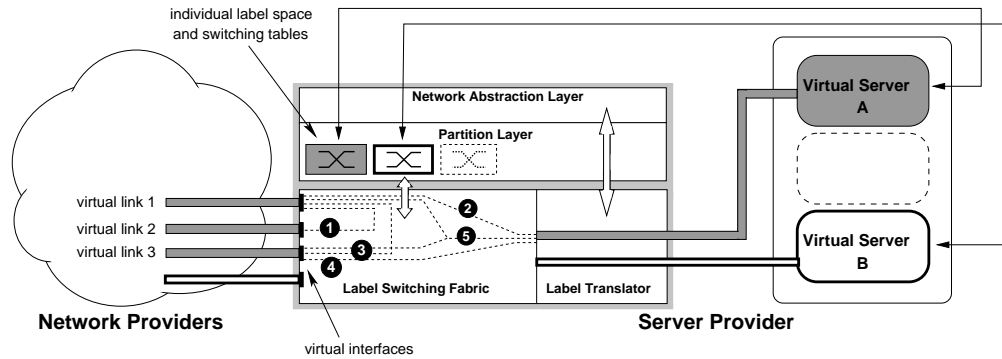 individual label space
and switching tables
Network Abstraction Layer
Partition Layer
Virtual Server
A
virtual link 1
virtual link 2
virtual link 3
1
2
3
4
5
Virtual Server
B
Label Switching Fabric
Label Translator
Network Providers
Server Provider
virtual interfaces